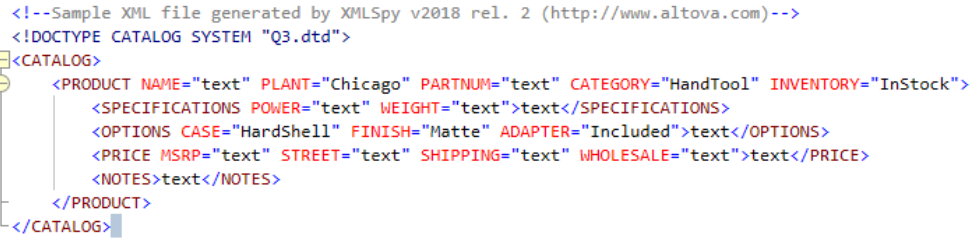 <!--Sample XML file generated by XMLSpy v2018 rel. 2 (http://www.altova.com)-->
<!DOCTYPE CATALOG SYSTEM "Q3.dtd">
<CATALOG>
<PRODUCT NAME="text" PLANT="Chicago" PARTNUM="text" CATEGORY="HandTool" INVENTORY="InStock">
<SPECIFICATIONS POWER="text" WEIGHT="text">text</SPECIFICATIONS>
<OPTIONS CASE="HardShell" FINISH="Matte" ADAPTER="Included">text</OPTIONS>
<PRICE MSRP="text" STREET="text" SHIPPING="text" WHOLESALE="text">text</PRICE>
<NOTES>text</NOTES>
</PRODUCT>
</CATALOG>